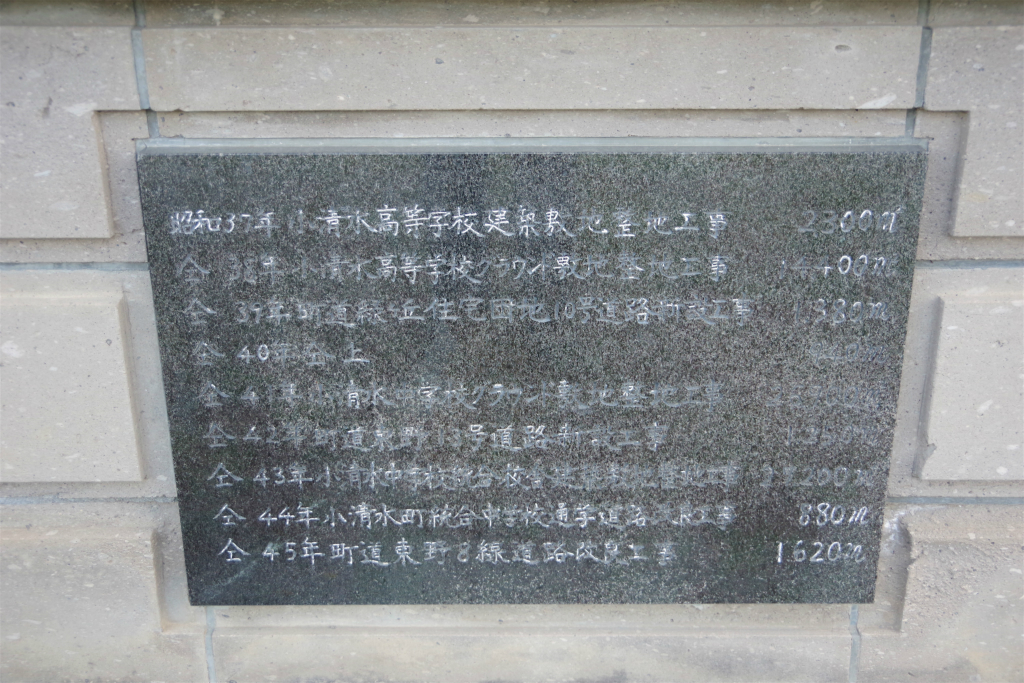 昭和37年 小清水高等学校建築敷地整地工事 2300㎡
仝 38年 小清水高等学校グラウンド敷地整地工事 14400㎡
仝 39年 町道緑ヶ丘住宅団地10号道路新設工事 1380m
仝 40年 仝上
仝 41年 小清水中学校グラウンド敷地整地工事
仝 42年 町道東野13号道路新設工事
仝 43年 小清水中学校統合校舎建築敷地整地工事 200㎡
仝 44年 小清水町統合中学校通学道路工事 880m
仝 45年 町道東野8線道路改良工事 1620m